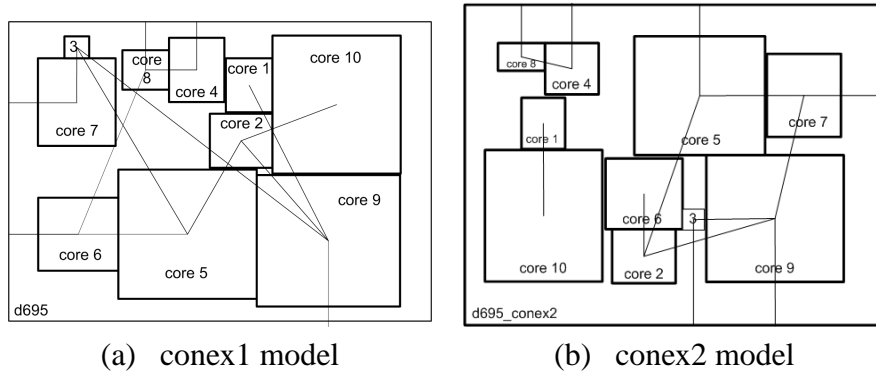 3
core 8
core 4
core 1
core 10
core 7
core 2
core 9
core 6
core 5
d695
(a) conex1 model
core 8
core 4
core 7
core 1
core 5
core 6
3
core 10
core 2
core 9
d695_conex2
(b) conex2 model